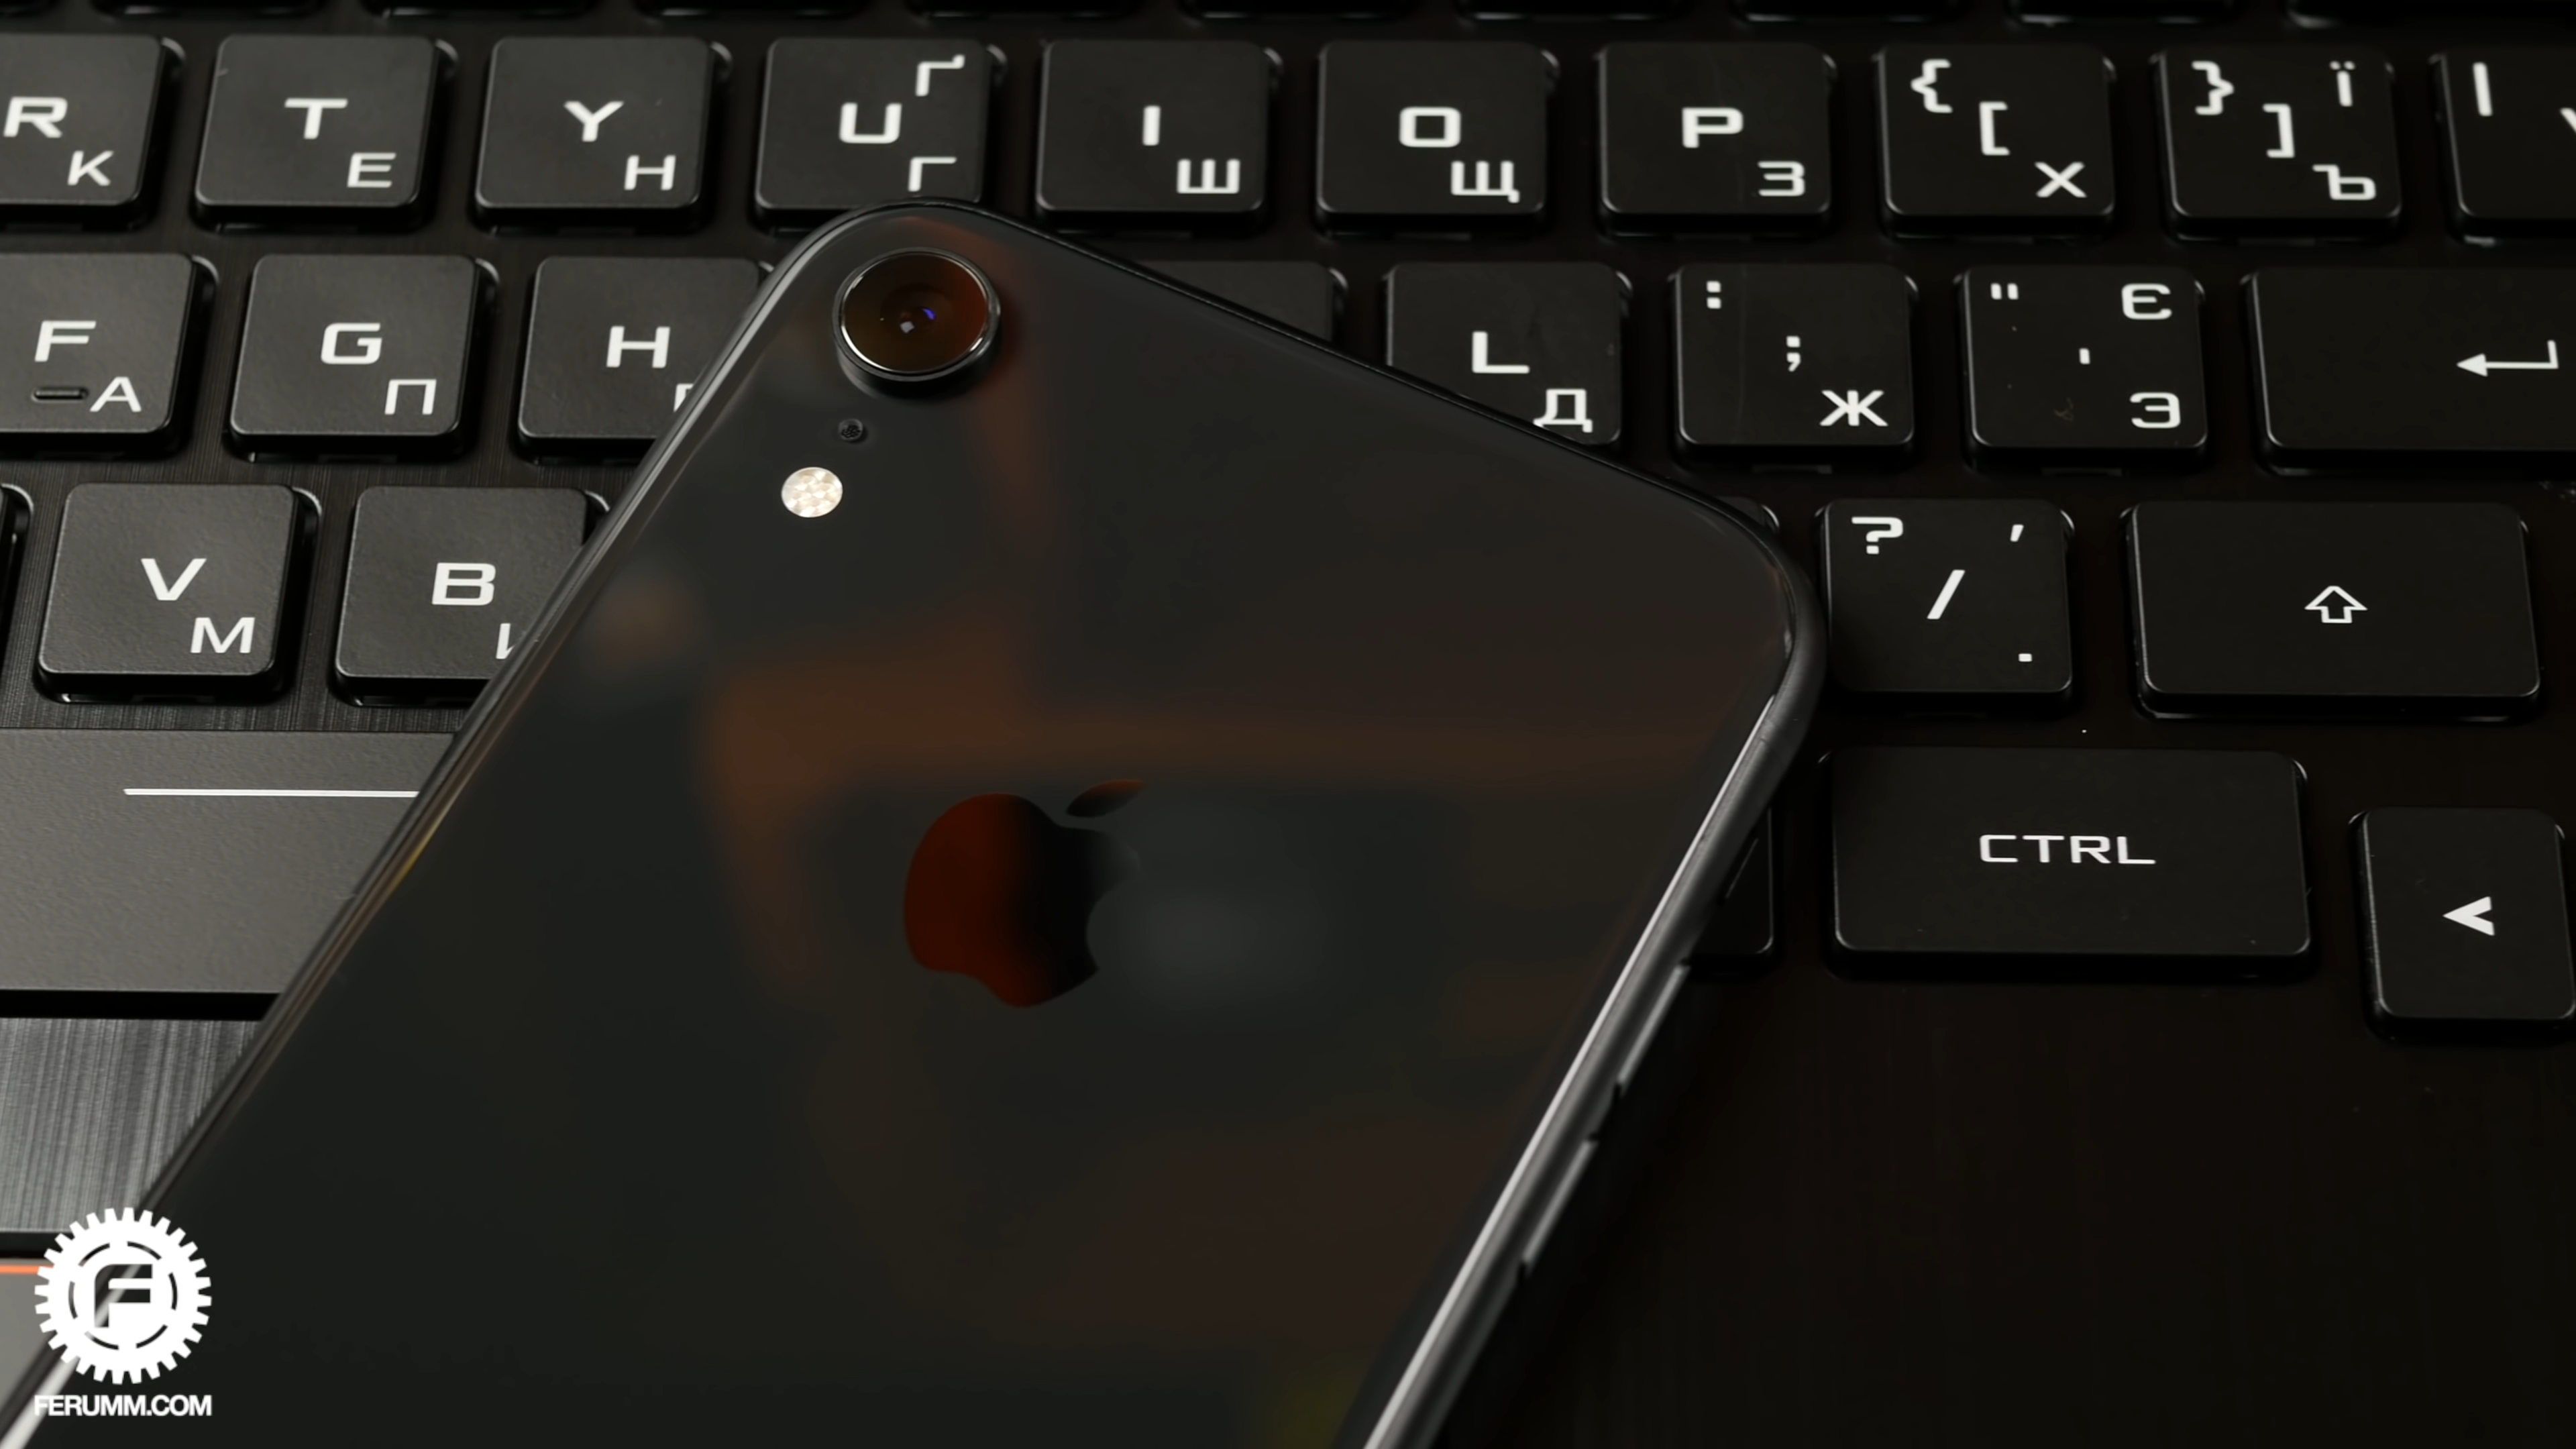 R К
T Е
Y Н
U Ґ Г
I Ш
O Щ
P З
{ [ Х
} ] Ї Ъ
|
F А
G П
H
L Д
: ; Ж
" ' Є Э
V М
B И
? / ' .
CTRL
<
F
FERUMM.COM